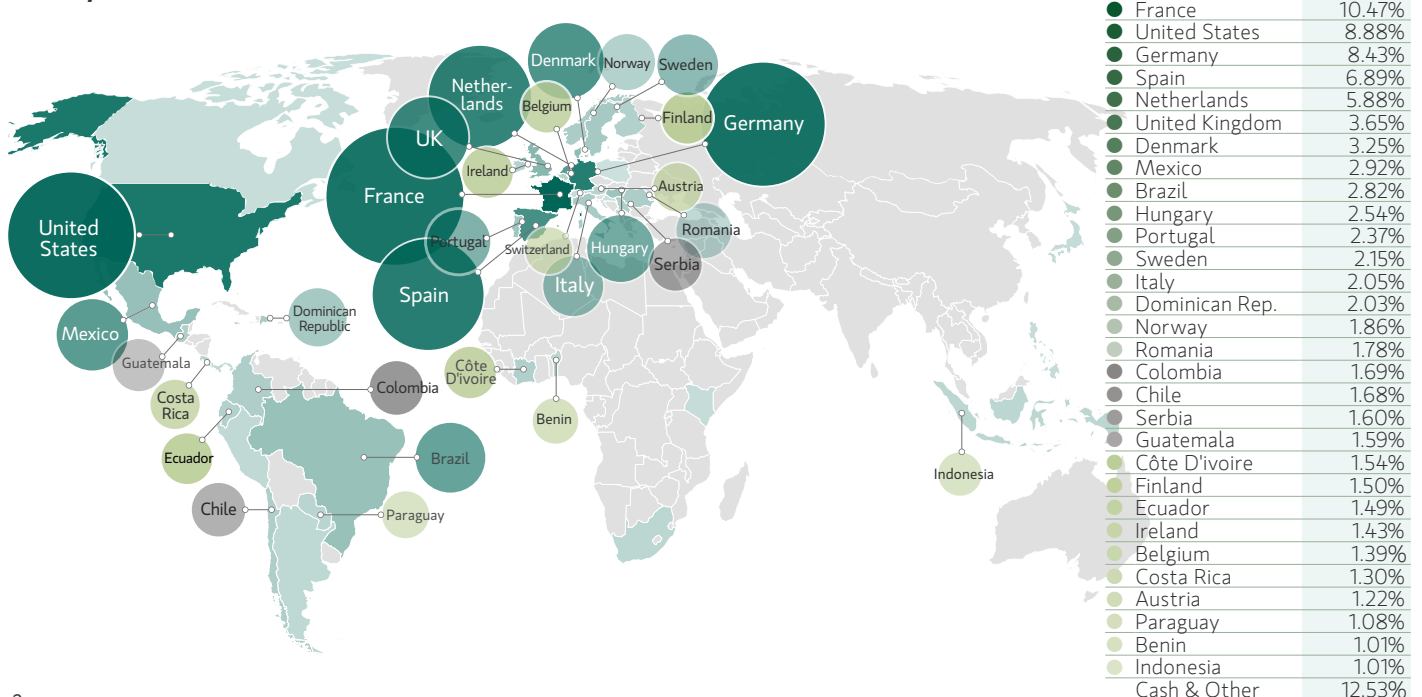 Denmark
Norway
Sweden
Nether-
lands
Belgium
Finland
Germany
UK
Ireland
Austria
France
United
States
Portugal
Switzerland
Hungary
Romania
Serbia
Italy
Spain
Dominican
Republic
Mexico
Guatemala
Côte
D'ivoire
Colombia
Costa
Rica
Benin
Ecuador
Brazil
Indonesia
Chile
Paraguay
France 10.47%
United States 8.88%
Germany 8.43%
Spain 6.89%
Netherlands 5.88%
United Kingdom 3.65%
Denmark 3.25%
Mexico 2.92%
Brazil 2.82%
Hungary 2.54%
Portugal 2.37%
Sweden 2.15%
Italy 2.05%
Dominican Rep. 2.03%
Norway 1.86%
Romania 1.78%
Colombia 1.69%
Chile 1.68%
Serbia 1.60%
Guatemala 1.59%
Côte D'ivoire 1.54%
Finland 1.50%
Ecuador 1.49%
Ireland 1.43%
Belgium 1.39%
Costa Rica 1.30%
Austria 1.22%
Paraguay 1.08%
Benin 1.01%
Indonesia 1.01%
Cash & Other 12.53%